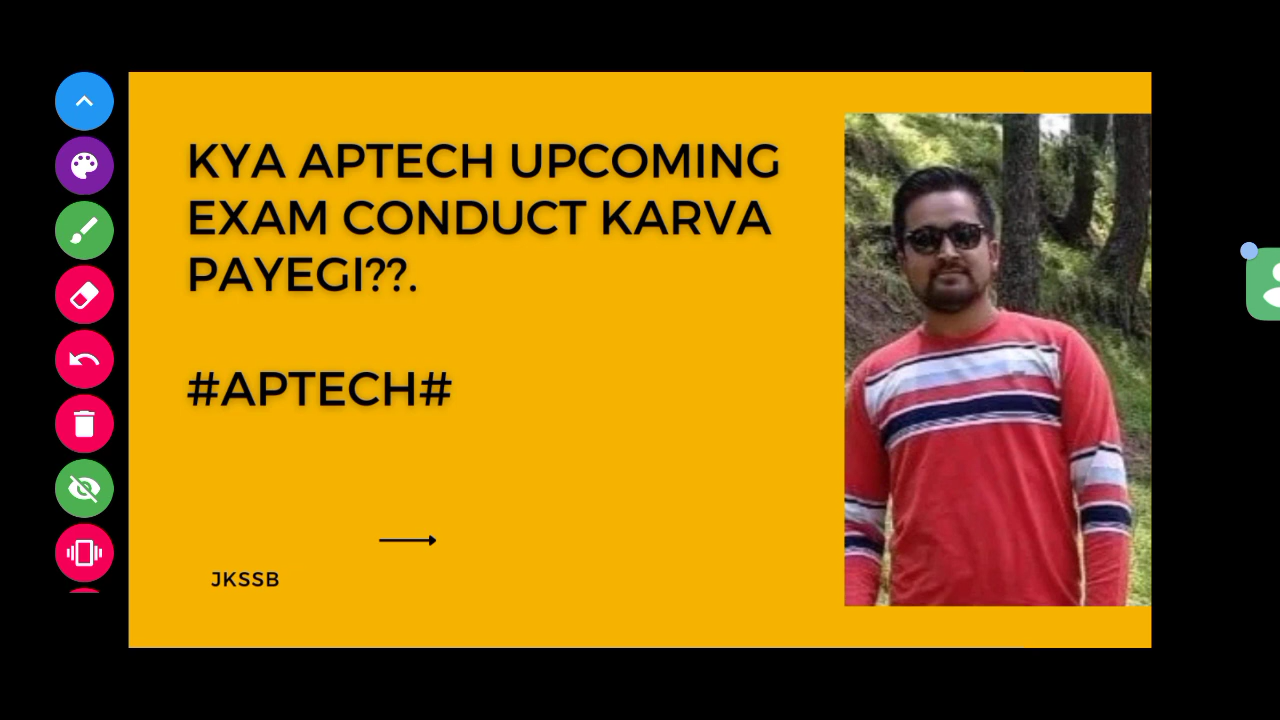 KYA APTECH UPCOMING
EXAM CONDUCT KARVA
PAYEGI??.
#APTECH#
JKSSB